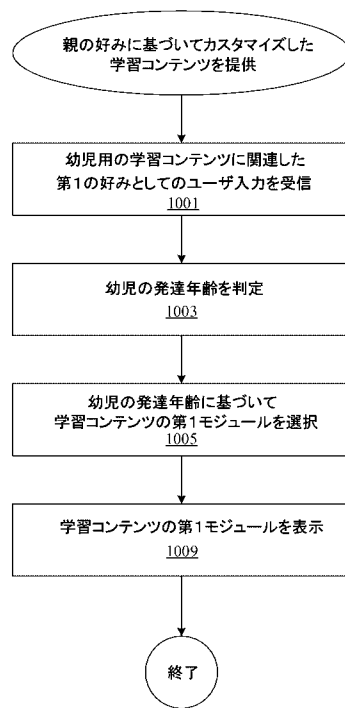 親の好みに基づいてカスタマイズした
学習コンテンツを提供
幼児用の学習コンテンツに関連した
第1の好みとしてのユーザ入力を受信
1001
幼児の発達年齢を判定
1003
幼児の発達年齢に基づいて
学習コンテンツの第1モジュールを選択
1005
学習コンテンツの第1モジュールを表示
1009
終了